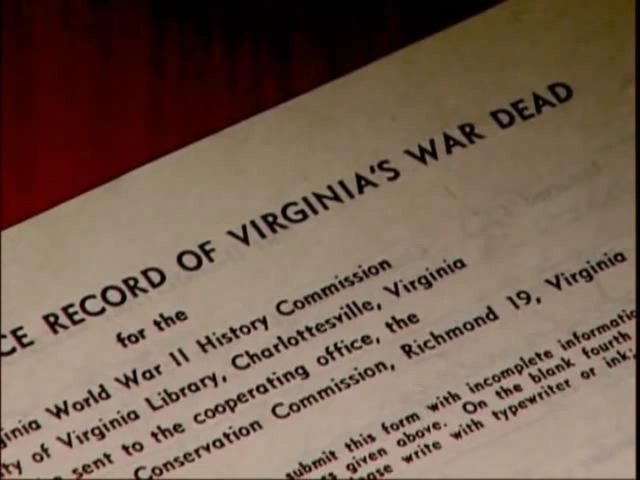 CE RECORD OF VIRGINIA'S WAR DEAD
for the
ginia World War II History Commission
ty of Virginia Library, Charlottesville, Virginia
sent to the cooperating office, the
Conservation Commission, Richmond 19, Virginia
submit this form with incomplete informatio
given above. On the blank fourth
write with typewriter or ink: